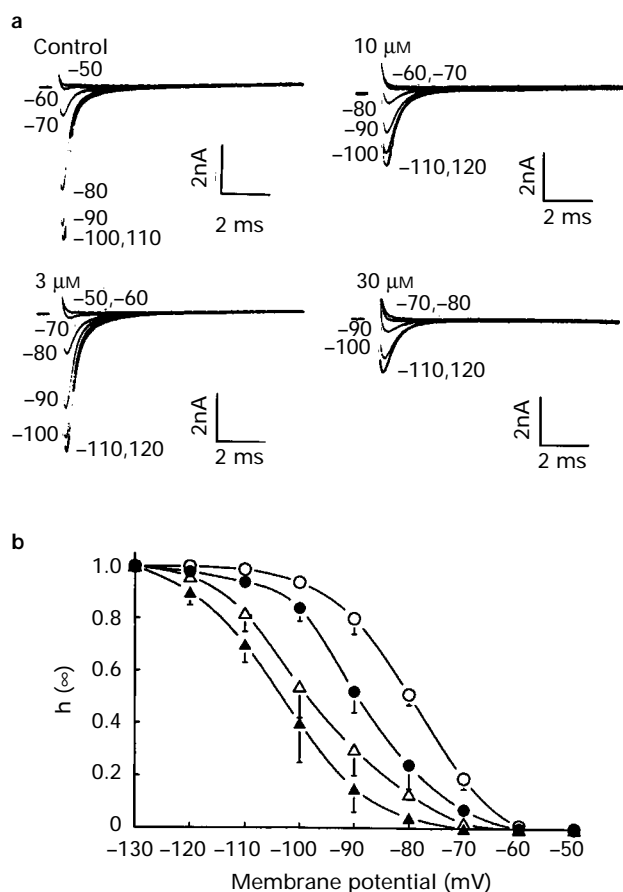 a
Control
-50
-60
-70
-80
-90
-100,110
2nA
2 ms
10 μM
-60,-70
-80
-90
-100
-110,120
2nA
2 ms
3 μM
-50,-60
-70
-80
-90
-100
-110,120
2nA
2 ms
30 μM
-70,-80
-90
-100
-110,120
2nA
2 ms
b
h (∞)
1.0
0.8
0.6
0.4
0.2
0
-130 -120 -110 -100 -90 -80 -70 -60 -50
Membrane potential (mV)